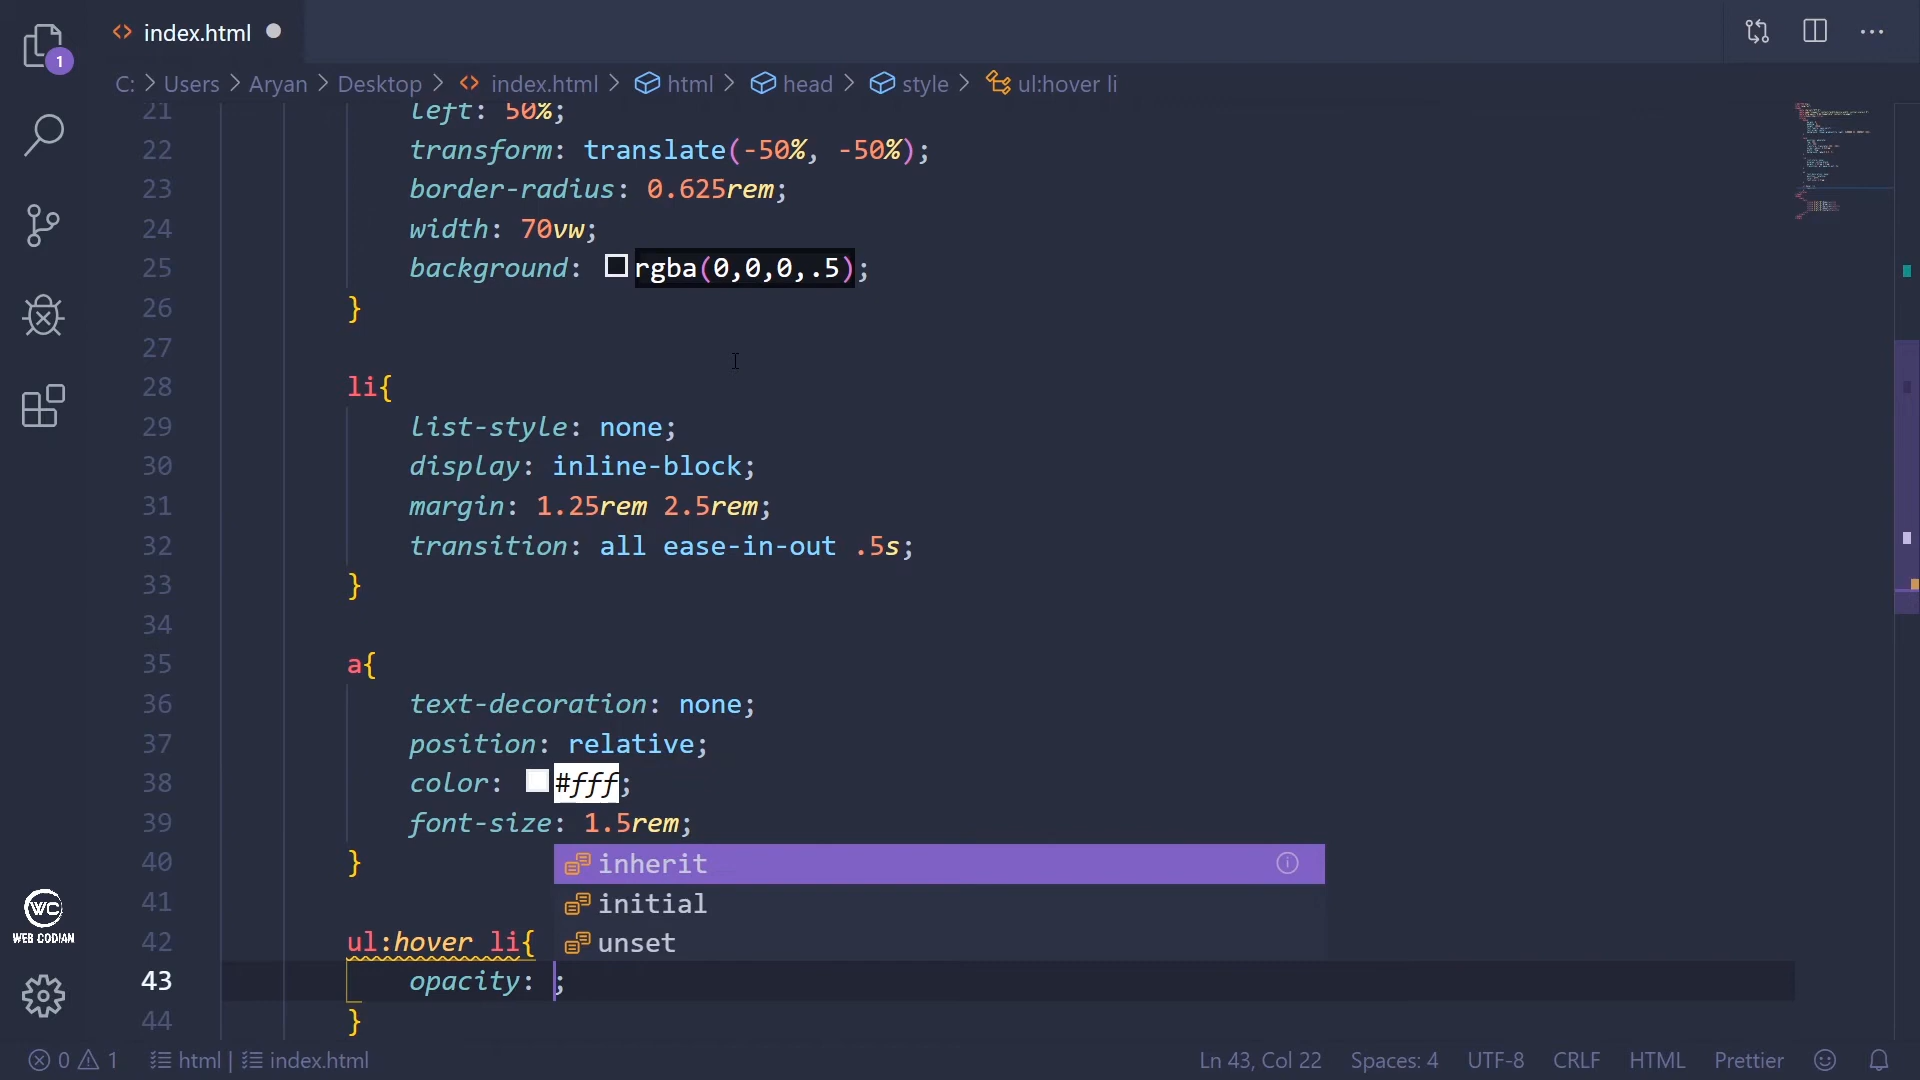 index.html
1
C: > Users > Aryan > Desktop > index.html > html > head > style > ul:hover li
21 left: 50%;
22 transform: translate(-50%, -50%);
23 border-radius: 0.625rem;
24 width: 70vw;
25 background: rgba(0,0,0,.5);
26 }
27
28 li{
29 list-style: none;
30 display: inline-block;
31 margin: 1.25rem 2.5rem;
32 transition: all ease-in-out .5s;
33 }
34
35 a{
36 text-decoration: none;
37 position: relative;
38 color: #fff;
39 font-size: 1.5rem;
40 }
inherit
41
initial
42 ul:hover li{
unset
43 opacity: ;
44 }
WC
WEB CODIAN
0 1 html | index.html Ln 43, Col 22 Spaces: 4 UTF-8 CRLF HTML Prettier